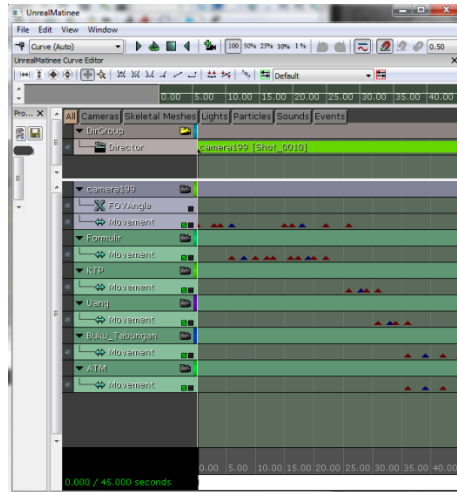 UnrealMatinee
File Edit View Window
Curve (Auto) 100 50% 25% 10% 1% 0.50
UnrealMatinee Curve Editor X
Default
0.00 5.00 10.00 15.00 20.00 25.00 30.00 35.00 40.00
Pro... X All Cameras Skeletal Meshes Lights Particles Sounds Events
DirGroup
Director camera199 [Shot_0010]
camera199
FOVAngle
Movement
Formulir
Movement
KTP
Movement
Uang
Movement
Buku_Tabungan
Movement
ATM
Movement
0.00 5.00 10.00 15.00 20.00 25.00 30.00 35.00 40.00
0.000 / 45.000 seconds